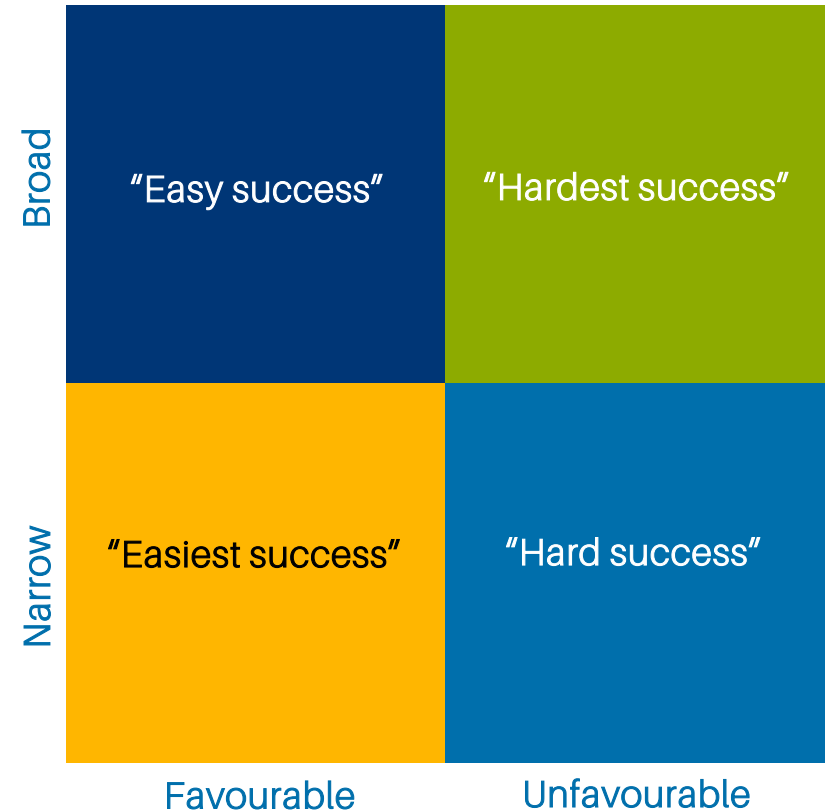 Broad
“Easy success”
“Hardest success”
Narrow
“Easiest success”
“Hard success”
Favourable
Unfavourable